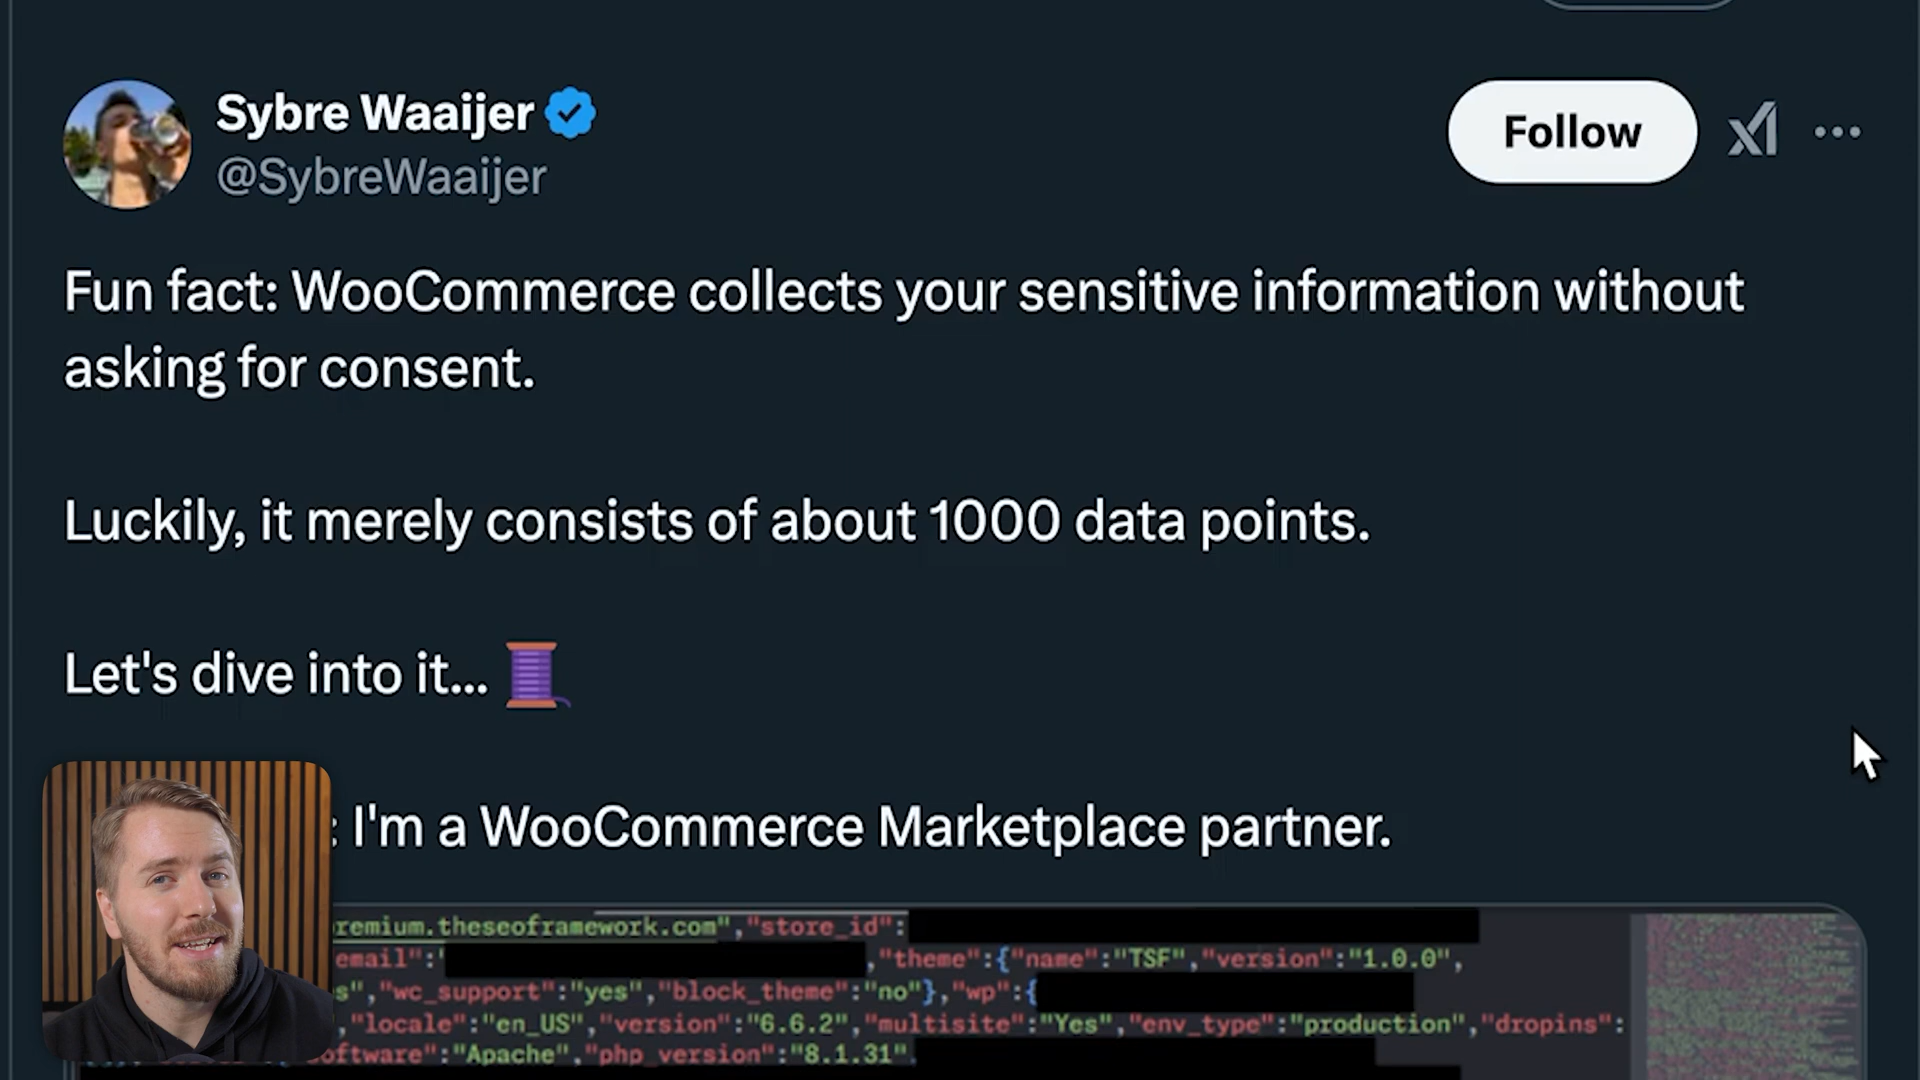 Sybre Waaijer
@SybreWaaijer
Follow
Fun fact: WooCommerce collects your sensitive information without
asking for consent.
Luckily, it merely consists of about 1000 data points.
Let's dive into it...
: I'm a WooCommerce Marketplace partner.
remium.theseoframework.com","store_id":
email":" ,"theme":{"name":"TSF","version":"1.0.0",
s","wc_support":"yes","block_theme":"no"},"wp":{
,"locale":"en_US","version":"6.6.2","multisite":"Yes","env_type":"production","dropins":
oftware":"Apache","php_version":"8.1.31"